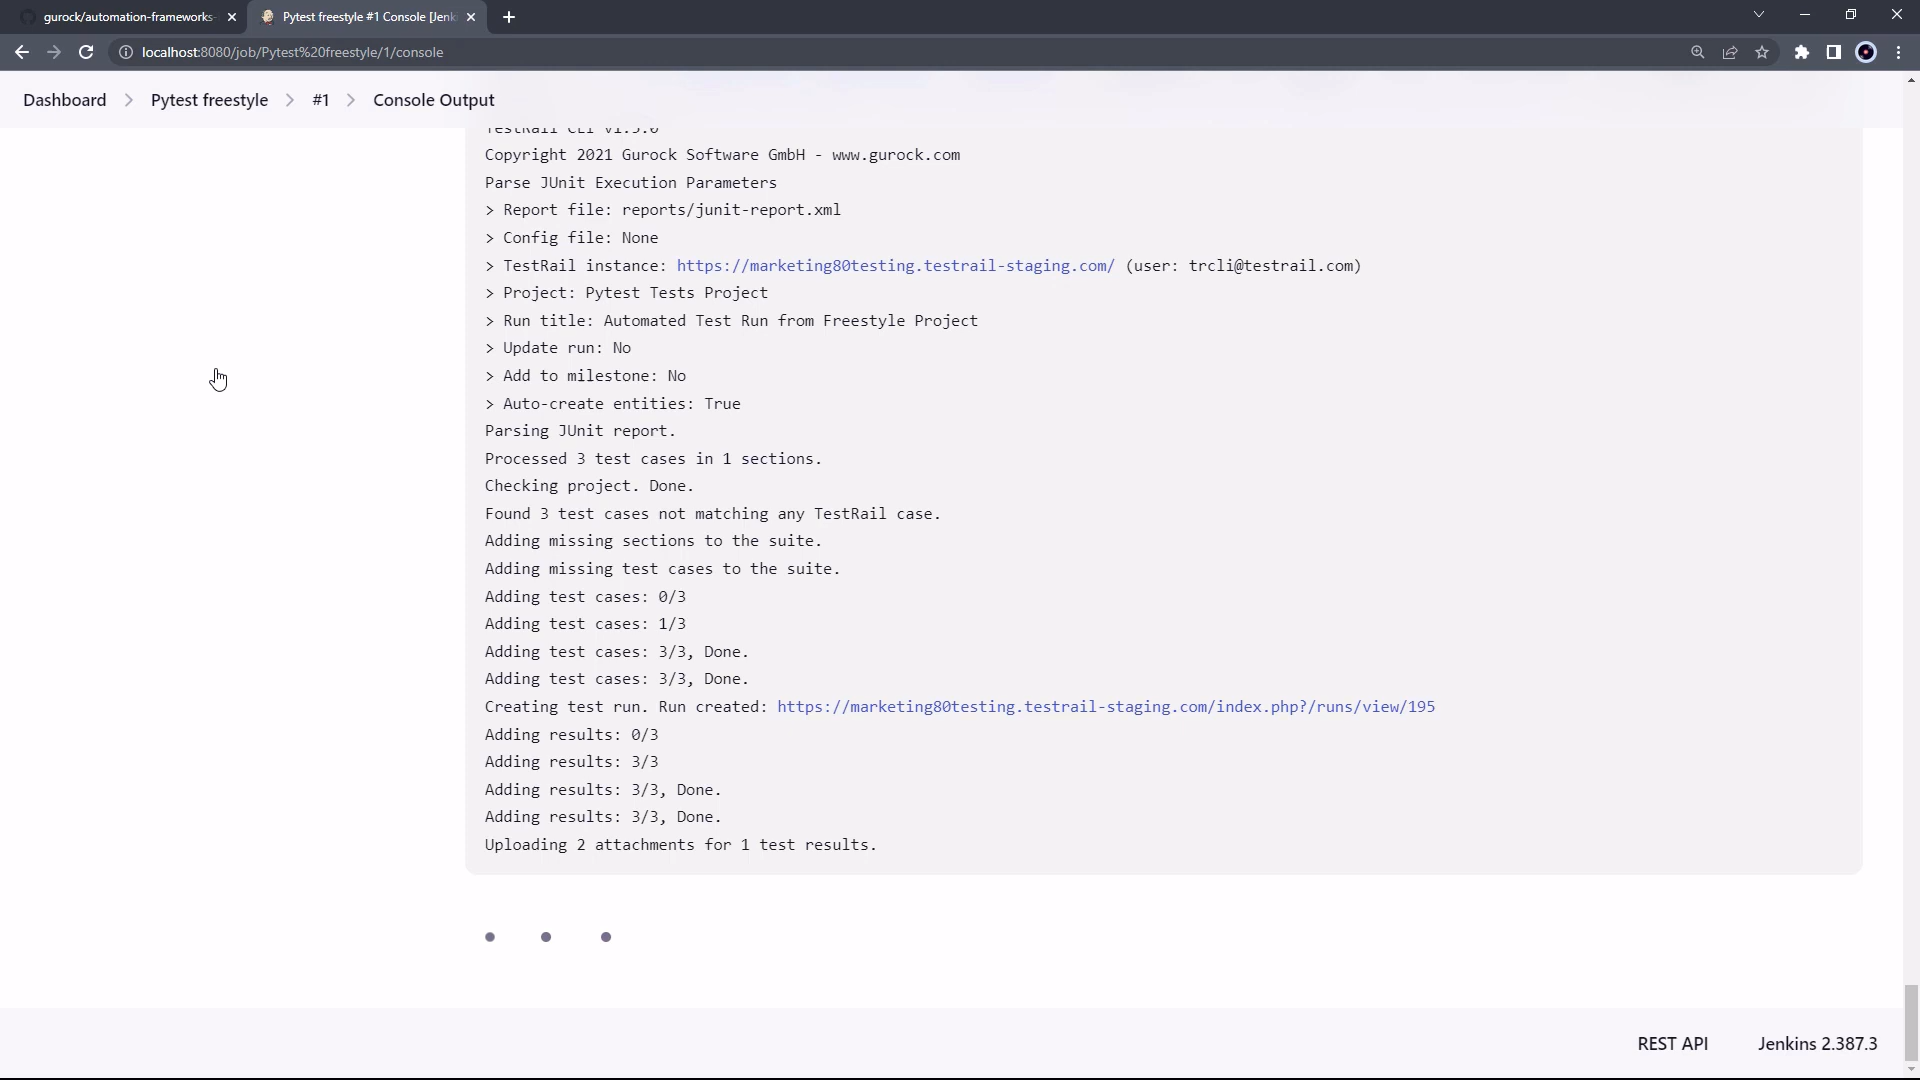 gurock/automation-frameworks-
Pytest freestyle #1 Console [Jenk
localhost:8080/job/Pytest%20freestyle/1/console
Dashboard > Pytest freestyle > #1 > Console Output
TestRail CLI v1.5.0
Copyright 2021 Gurock Software GmbH - www.gurock.com
Parse JUnit Execution Parameters
> Report file: reports/junit-report.xml
> Config file: None
> TestRail instance: https://marketing80testing.testrail-staging.com/ (user: trcli@testrail.com)
> Project: Pytest Tests Project
> Run title: Automated Test Run from Freestyle Project
> Update run: No
> Add to milestone: No
> Auto-create entities: True
Parsing JUnit report.
Processed 3 test cases in 1 sections.
Checking project. Done.
Found 3 test cases not matching any TestRail case.
Adding missing sections to the suite.
Adding missing test cases to the suite.
Adding test cases: 0/3
Adding test cases: 1/3
Adding test cases: 3/3, Done.
Adding test cases: 3/3, Done.
Creating test run. Run created: https://marketing80testing.testrail-staging.com/index.php?/runs/view/195
Adding results: 0/3
Adding results: 3/3
Adding results: 3/3, Done.
Adding results: 3/3, Done.
Uploading 2 attachments for 1 test results.
REST API
Jenkins 2.387.3